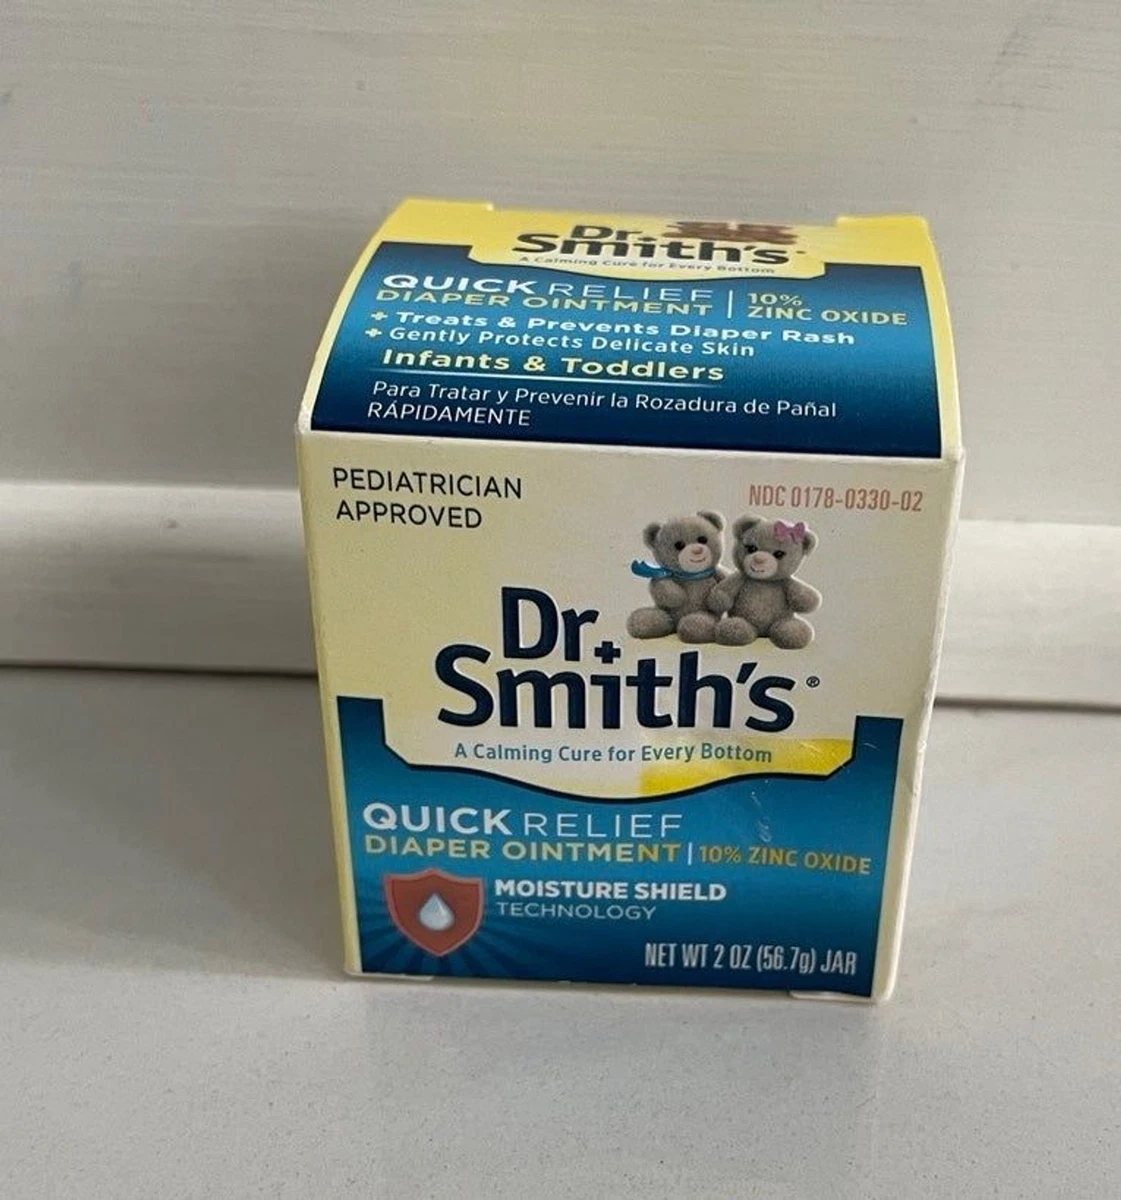 Dr.
Smith's
A Calming Cure for Every Bottom
QUICK RELIEF
DIAPER OINTMENT | 10% ZINC OXIDE
+ Treats & Prevents Diaper Rash
+ Gently Protects Delicate Skin
Infants & Toddlers
Para Tratar y Prevenir la Rozadura de Pañal
RÁPIDAMENTE
PEDIATRICIAN
APPROVED
NDC 0178-0330-02
Dr.
Smith's®
A Calming Cure for Every Bottom
QUICK RELIEF
DIAPER OINTMENT | 10% ZINC OXIDE
MOISTURE SHIELD
TECHNOLOGY
NET WT 2 OZ (56.7g) JAR